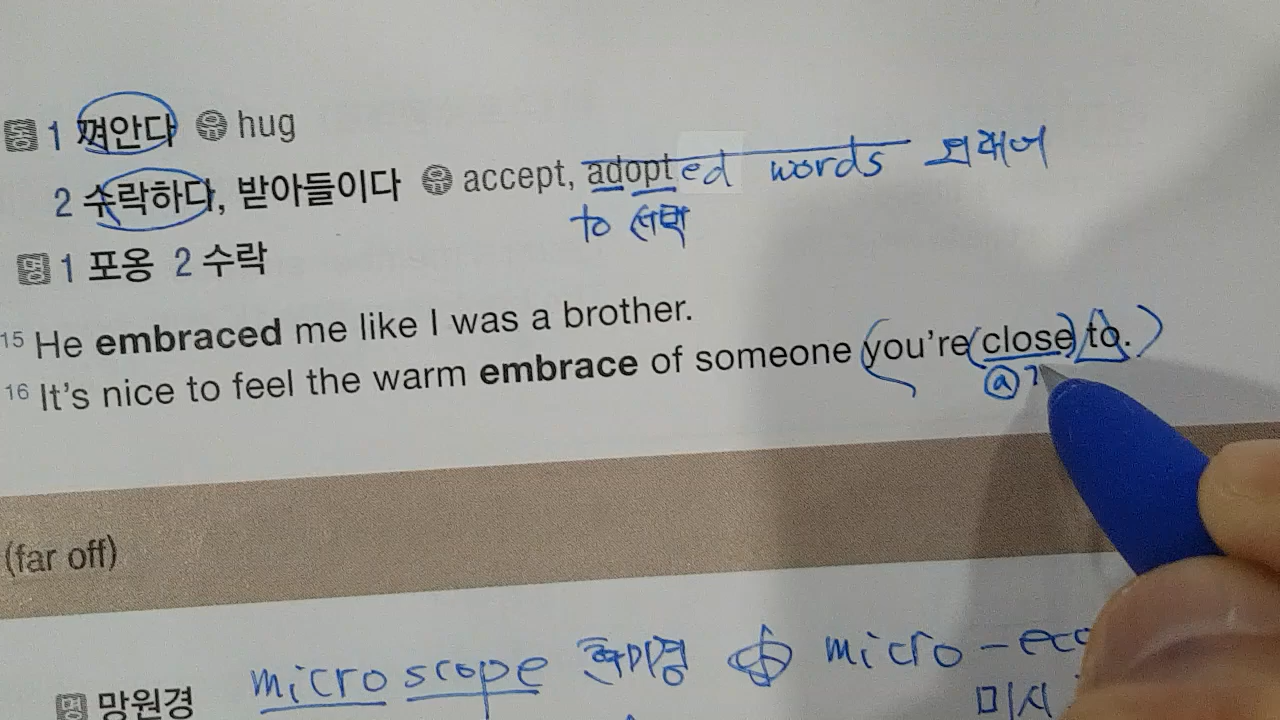 동 1 껴안다 유 hug
2 수락하다, 받아들이다 유 accept, adopted words 외래어
to
명 1 포옹 2 수락
15 He embraced me like I was a brother.
16 It's nice to feel the warm embrace of someone you're close to.
ⓐ
(far off)
microscope 현미경 micro-eco
명 망원경
미시